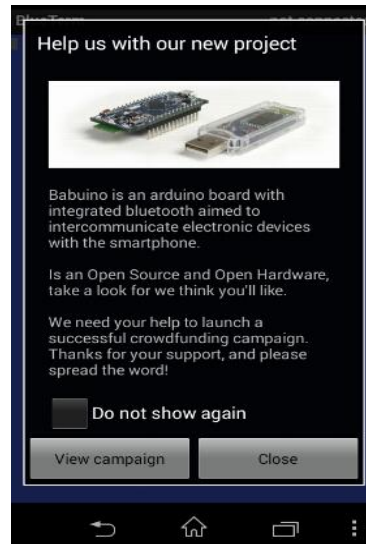 Help us with our new project
Babuino is an arduino board with
integrated bluetooth aimed to
intercommunicate electronic devices
with the smartphone.
Is an Open Source and Open Hardware,
take a look for we think you'll like.
We need your help to launch a
successful crowdfunding campaign.
Thanks for your support, and please
spread the word!
Do not show again
View campaign
Close